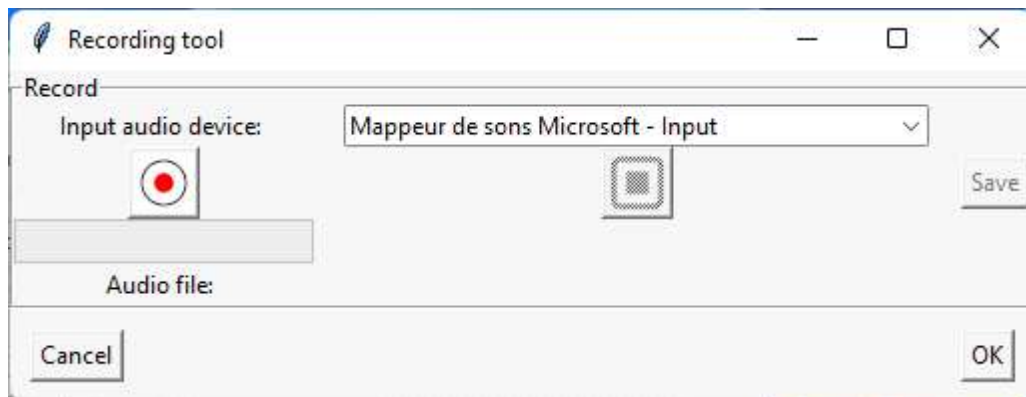 Recording tool
Record
Input audio device: Mappeur de sons Microsoft - Input
Save
Audio file:
Cancel OK